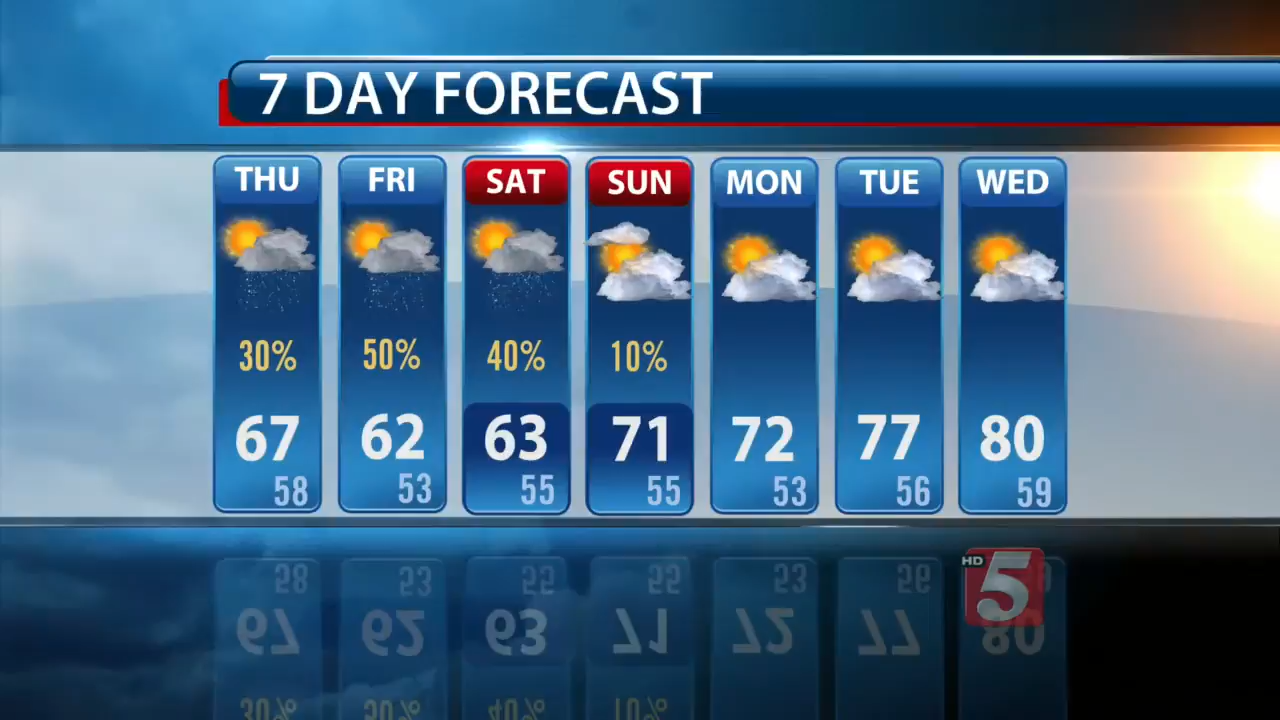 7 DAY FORECAST
THU FRI SAT SUN MON TUE WED
30% 50% 40% 10%
67 62 63 71 72 77 80
58 53 55 55 53 56 59
HD 5